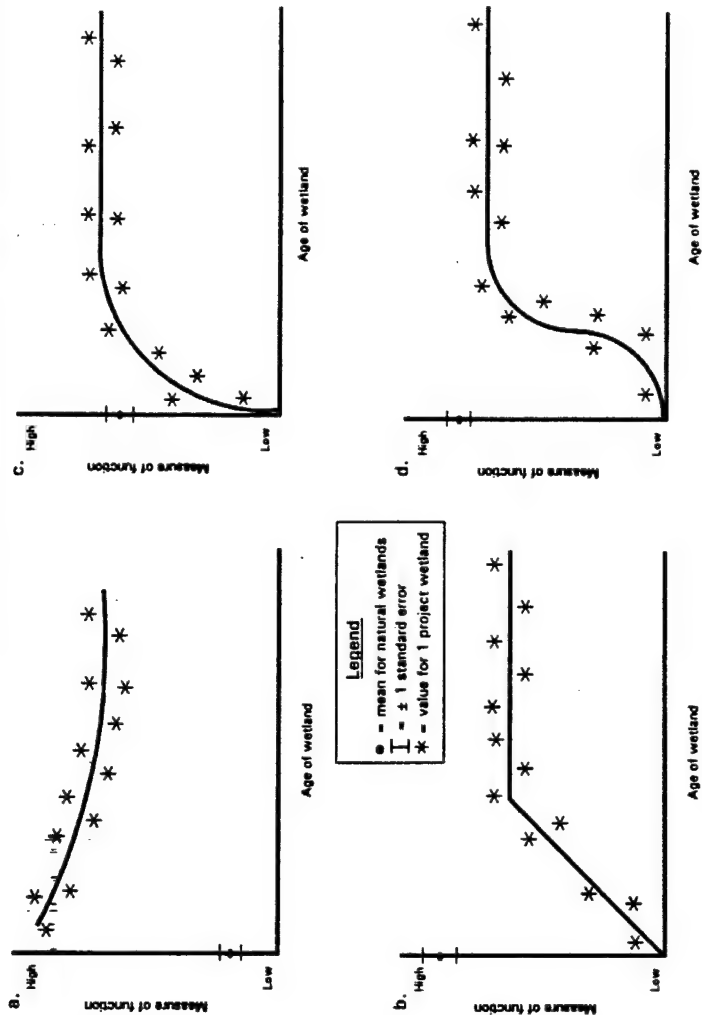 a.
High
Measure of function
Low
Age of wetland
b.
High
Measure of function
Low
Age of wetland
Legend
= mean for natural wetlands
= ± 1 standard error
= value for 1 project wetland
c.
High
Measure of function
Low
Age of wetland
d.
High
Measure of function
Low
Age of wetland